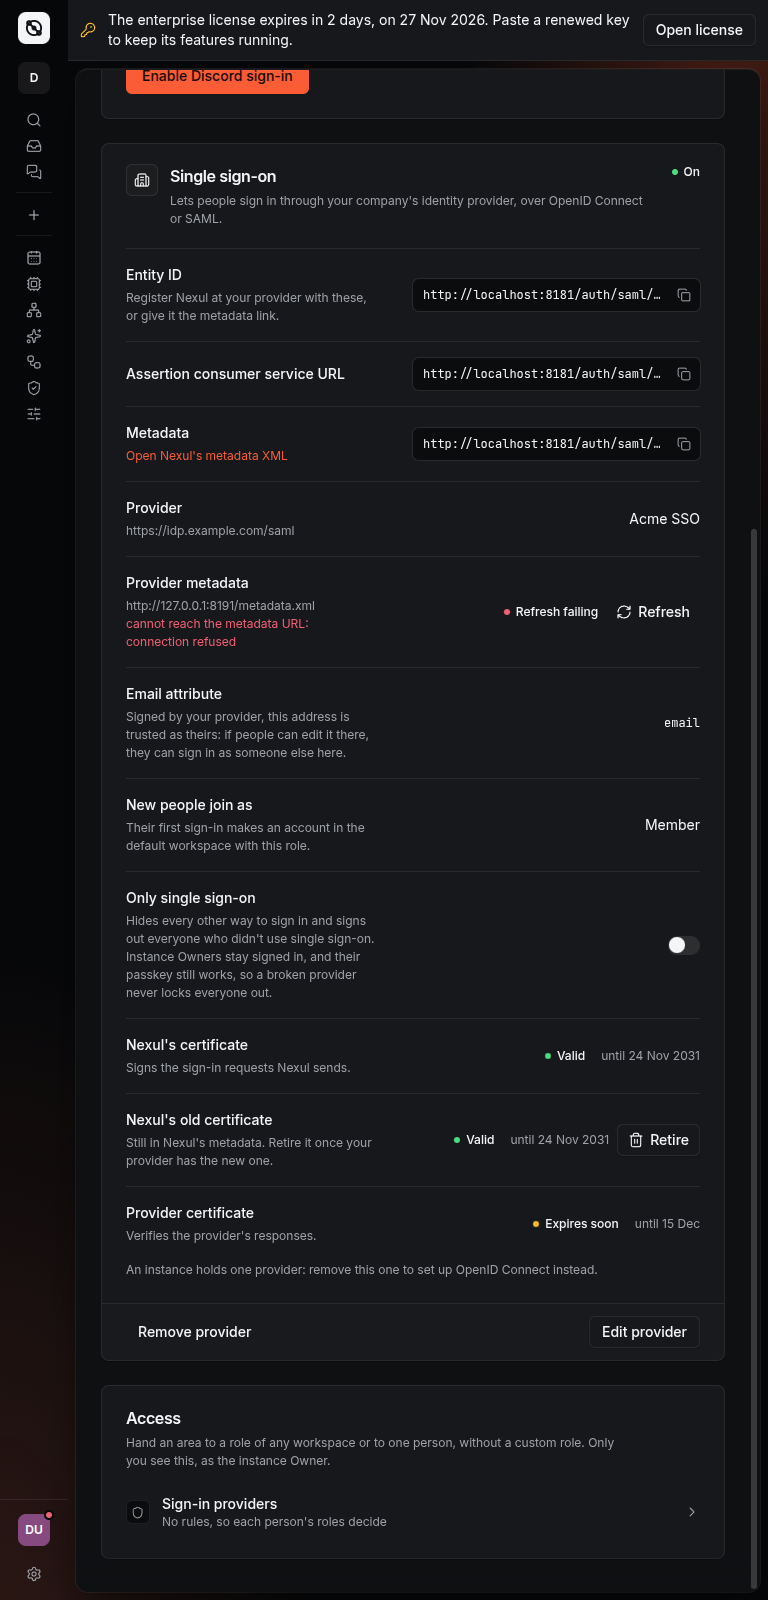 The enterprise license expires in 2 days, on 27 Nov 2026. Paste a renewed key
to keep its features running.
Open license
D
Enable Discord sign-in
Single sign-on
On
Lets people sign in through your company's identity provider, over OpenID Connect
or SAML.
Entity ID
Register Nexul at your provider with these,
or give it the metadata link.
http://localhost:8181/auth/saml/…
Assertion consumer service URL
http://localhost:8181/auth/saml/…
Metadata
Open Nexul's metadata XML
http://localhost:8181/auth/saml/…
Provider
https://idp.example.com/saml
Acme SSO
Provider metadata
http://127.0.0.1:8191/metadata.xml
cannot reach the metadata URL:
connection refused
Refresh failing
Refresh
Email attribute
Signed by your provider, this address is
trusted as theirs: if people can edit it there,
they can sign in as someone else here.
email
New people join as
Their first sign-in makes an account in the
default workspace with this role.
Member
Only single sign-on
Hides every other way to sign in and signs
out everyone who didn't use single sign-on.
Instance Owners stay signed in, and their
passkey still works, so a broken provider
never locks everyone out.
Nexul's certificate
Signs the sign-in requests Nexul sends.
Valid until 24 Nov 2031
Nexul's old certificate
Still in Nexul's metadata. Retire it once your
provider has the new one.
Valid until 24 Nov 2031
Retire
Provider certificate
Verifies the provider's responses.
Expires soon until 15 Dec
An instance holds one provider: remove this one to set up OpenID Connect instead.
Remove provider
Edit provider
Access
Hand an area to a role of any workspace or to one person, without a custom role. Only
you see this, as the instance Owner.
Sign-in providers
No rules, so each person's roles decide
DU